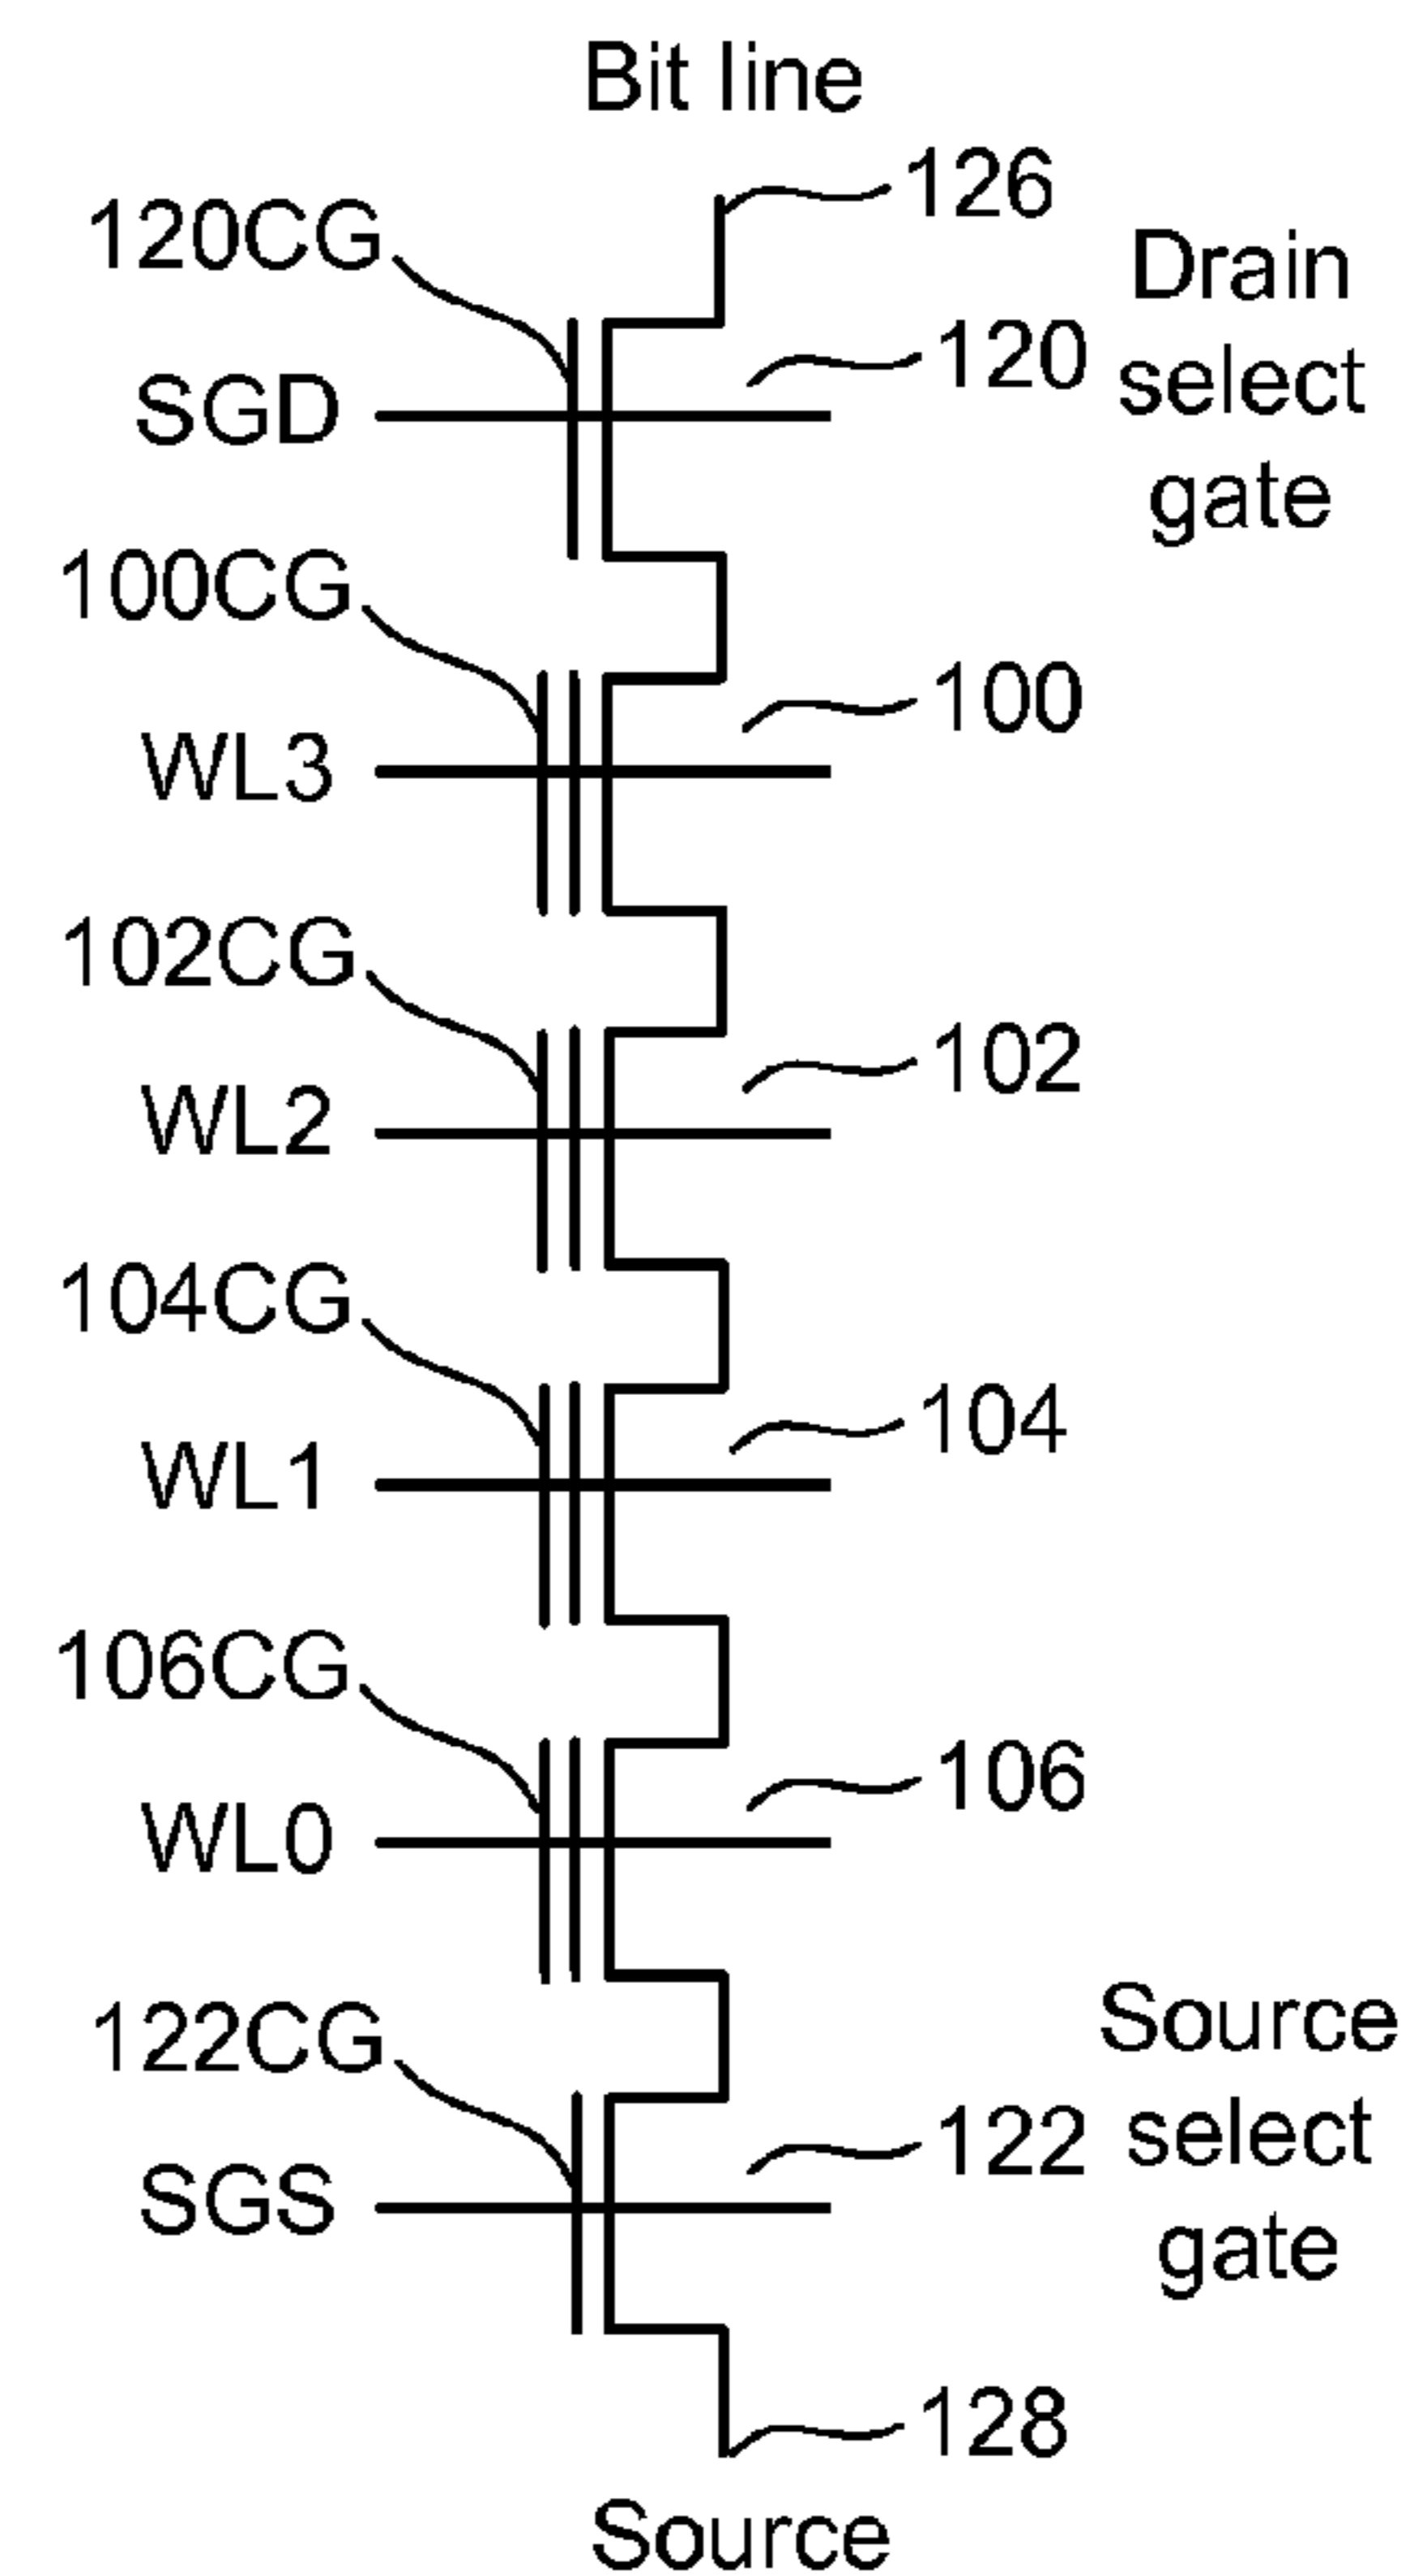 Bit line
126
120CG
Drain
select
gate
120
SGD
100CG
100
WL3
102CG
102
WL2
104CG
104
WL1
106CG
106
WL0
122CG
Source
select
gate
122
SGS
128
Source